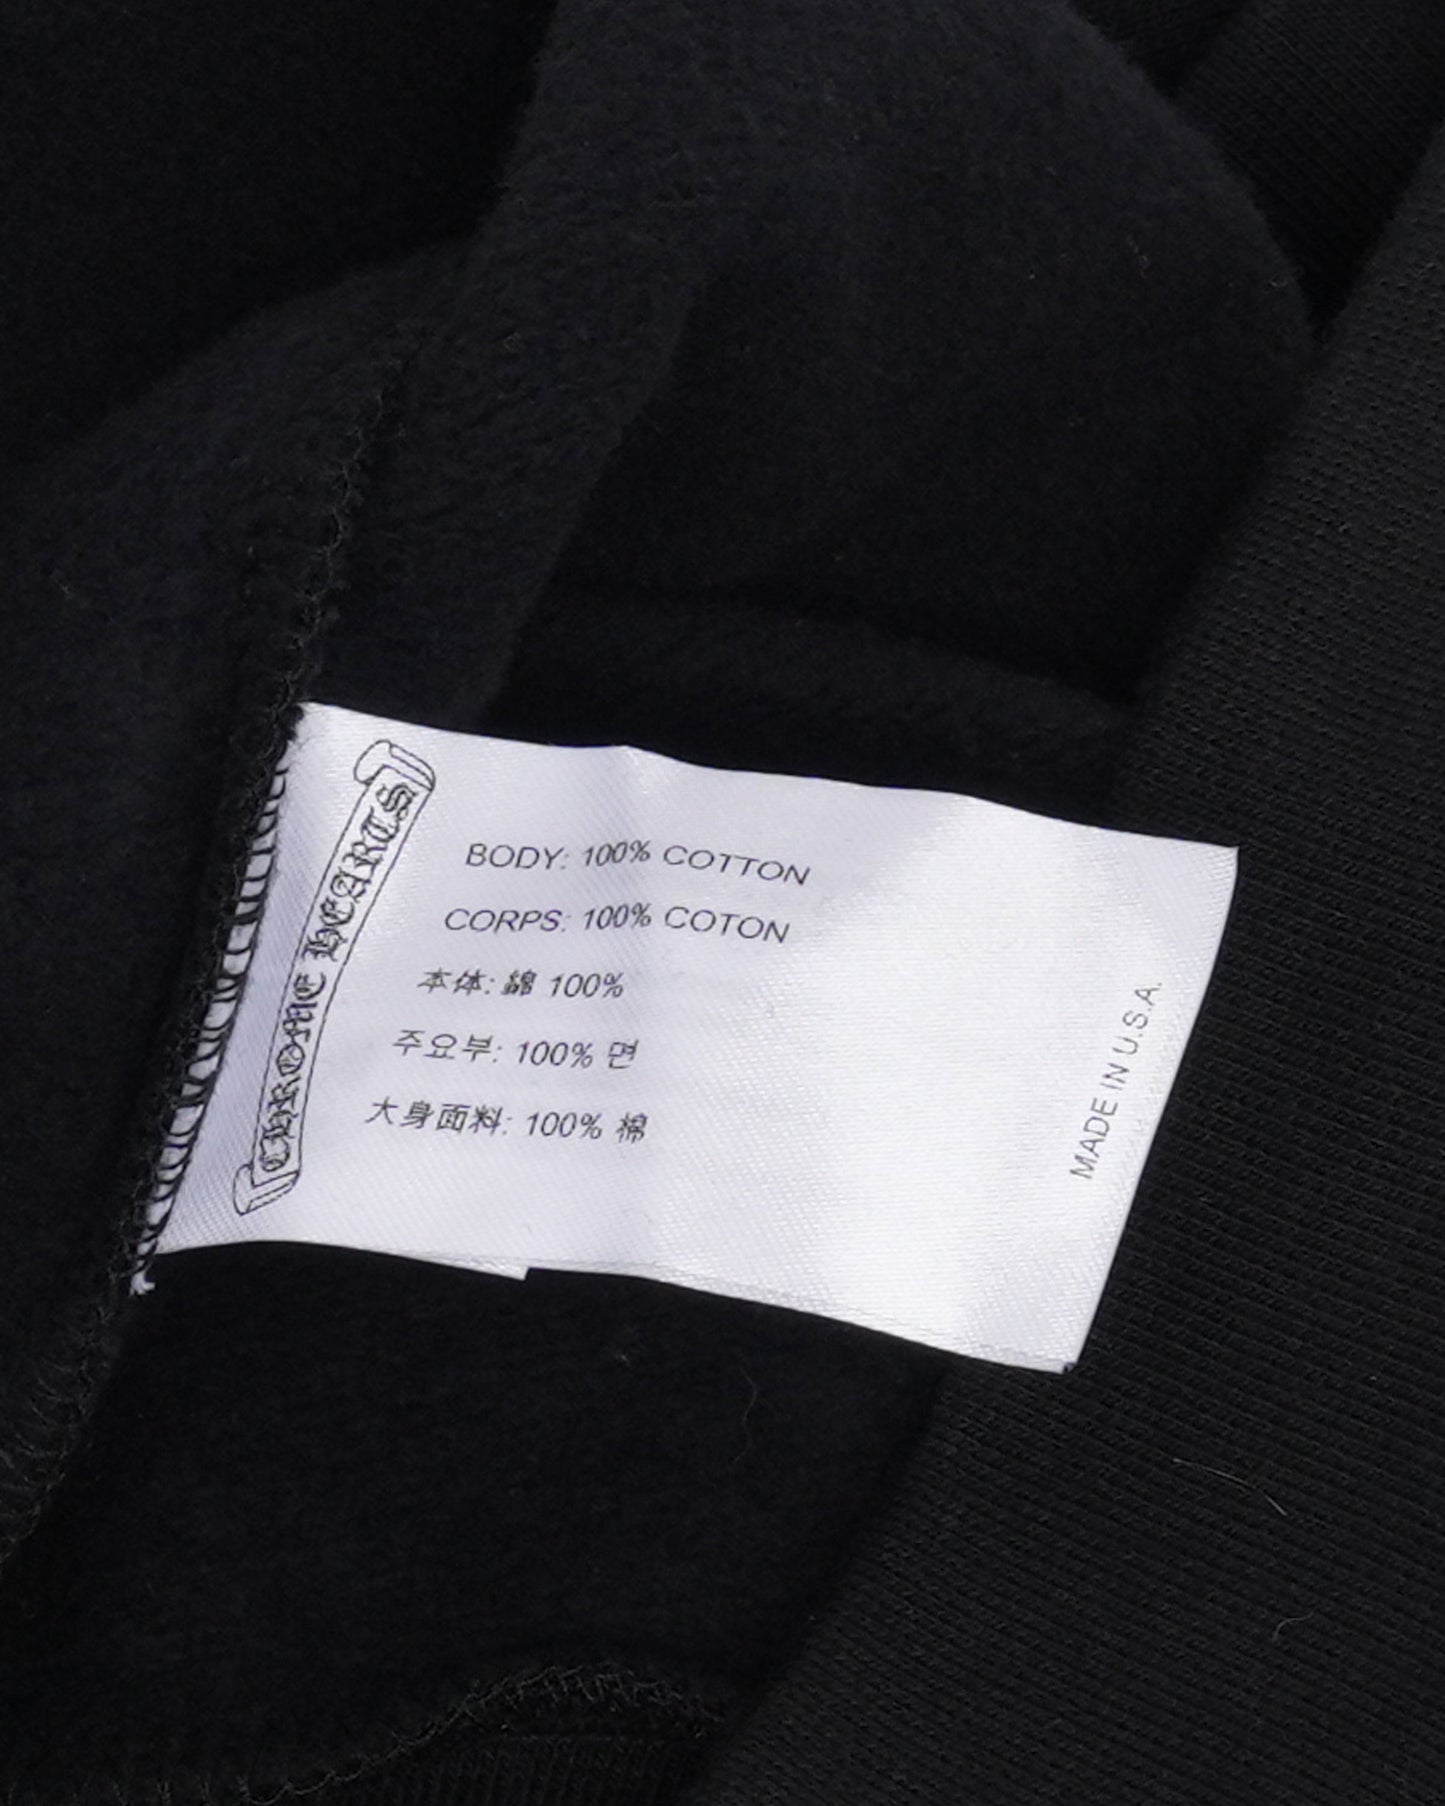 CHROME HEARTS
BODY: 100% COTTON
CORPS: 100% COTON
本体: 綿 100%
주요부: 100% 면
大身面料: 100% 棉
MADE IN U.S.A.